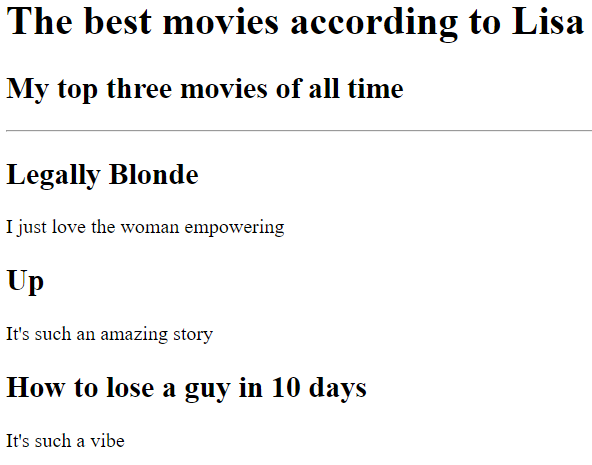 The best movies according to Lisa
My top three movies of all time
Legally Blonde
I just love the woman empowering
Up
It's such an amazing story
How to lose a guy in 10 days
It's such a vibe